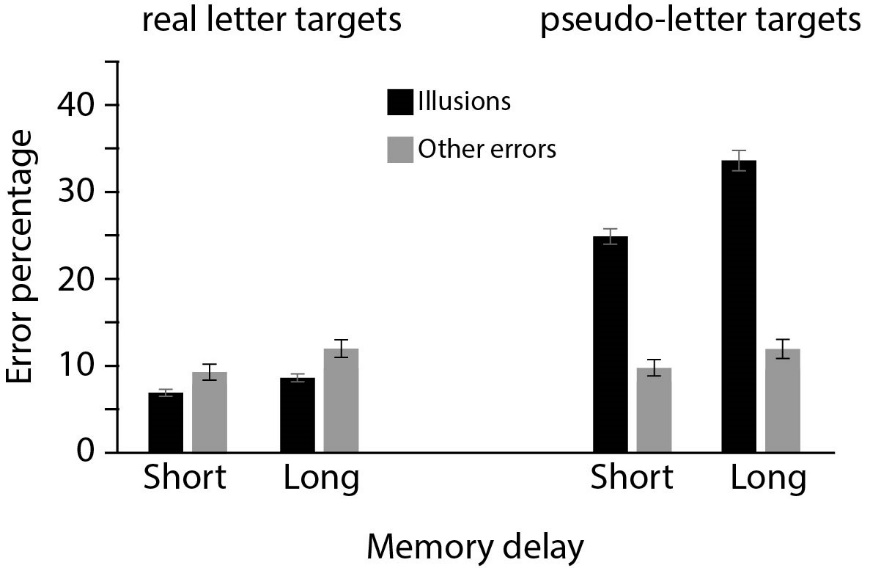 real letter targets
pseudo-letter targets
Illusions
Other errors
Error percentage
40
30
20
10
0
Short
Long
Short
Long
Memory delay